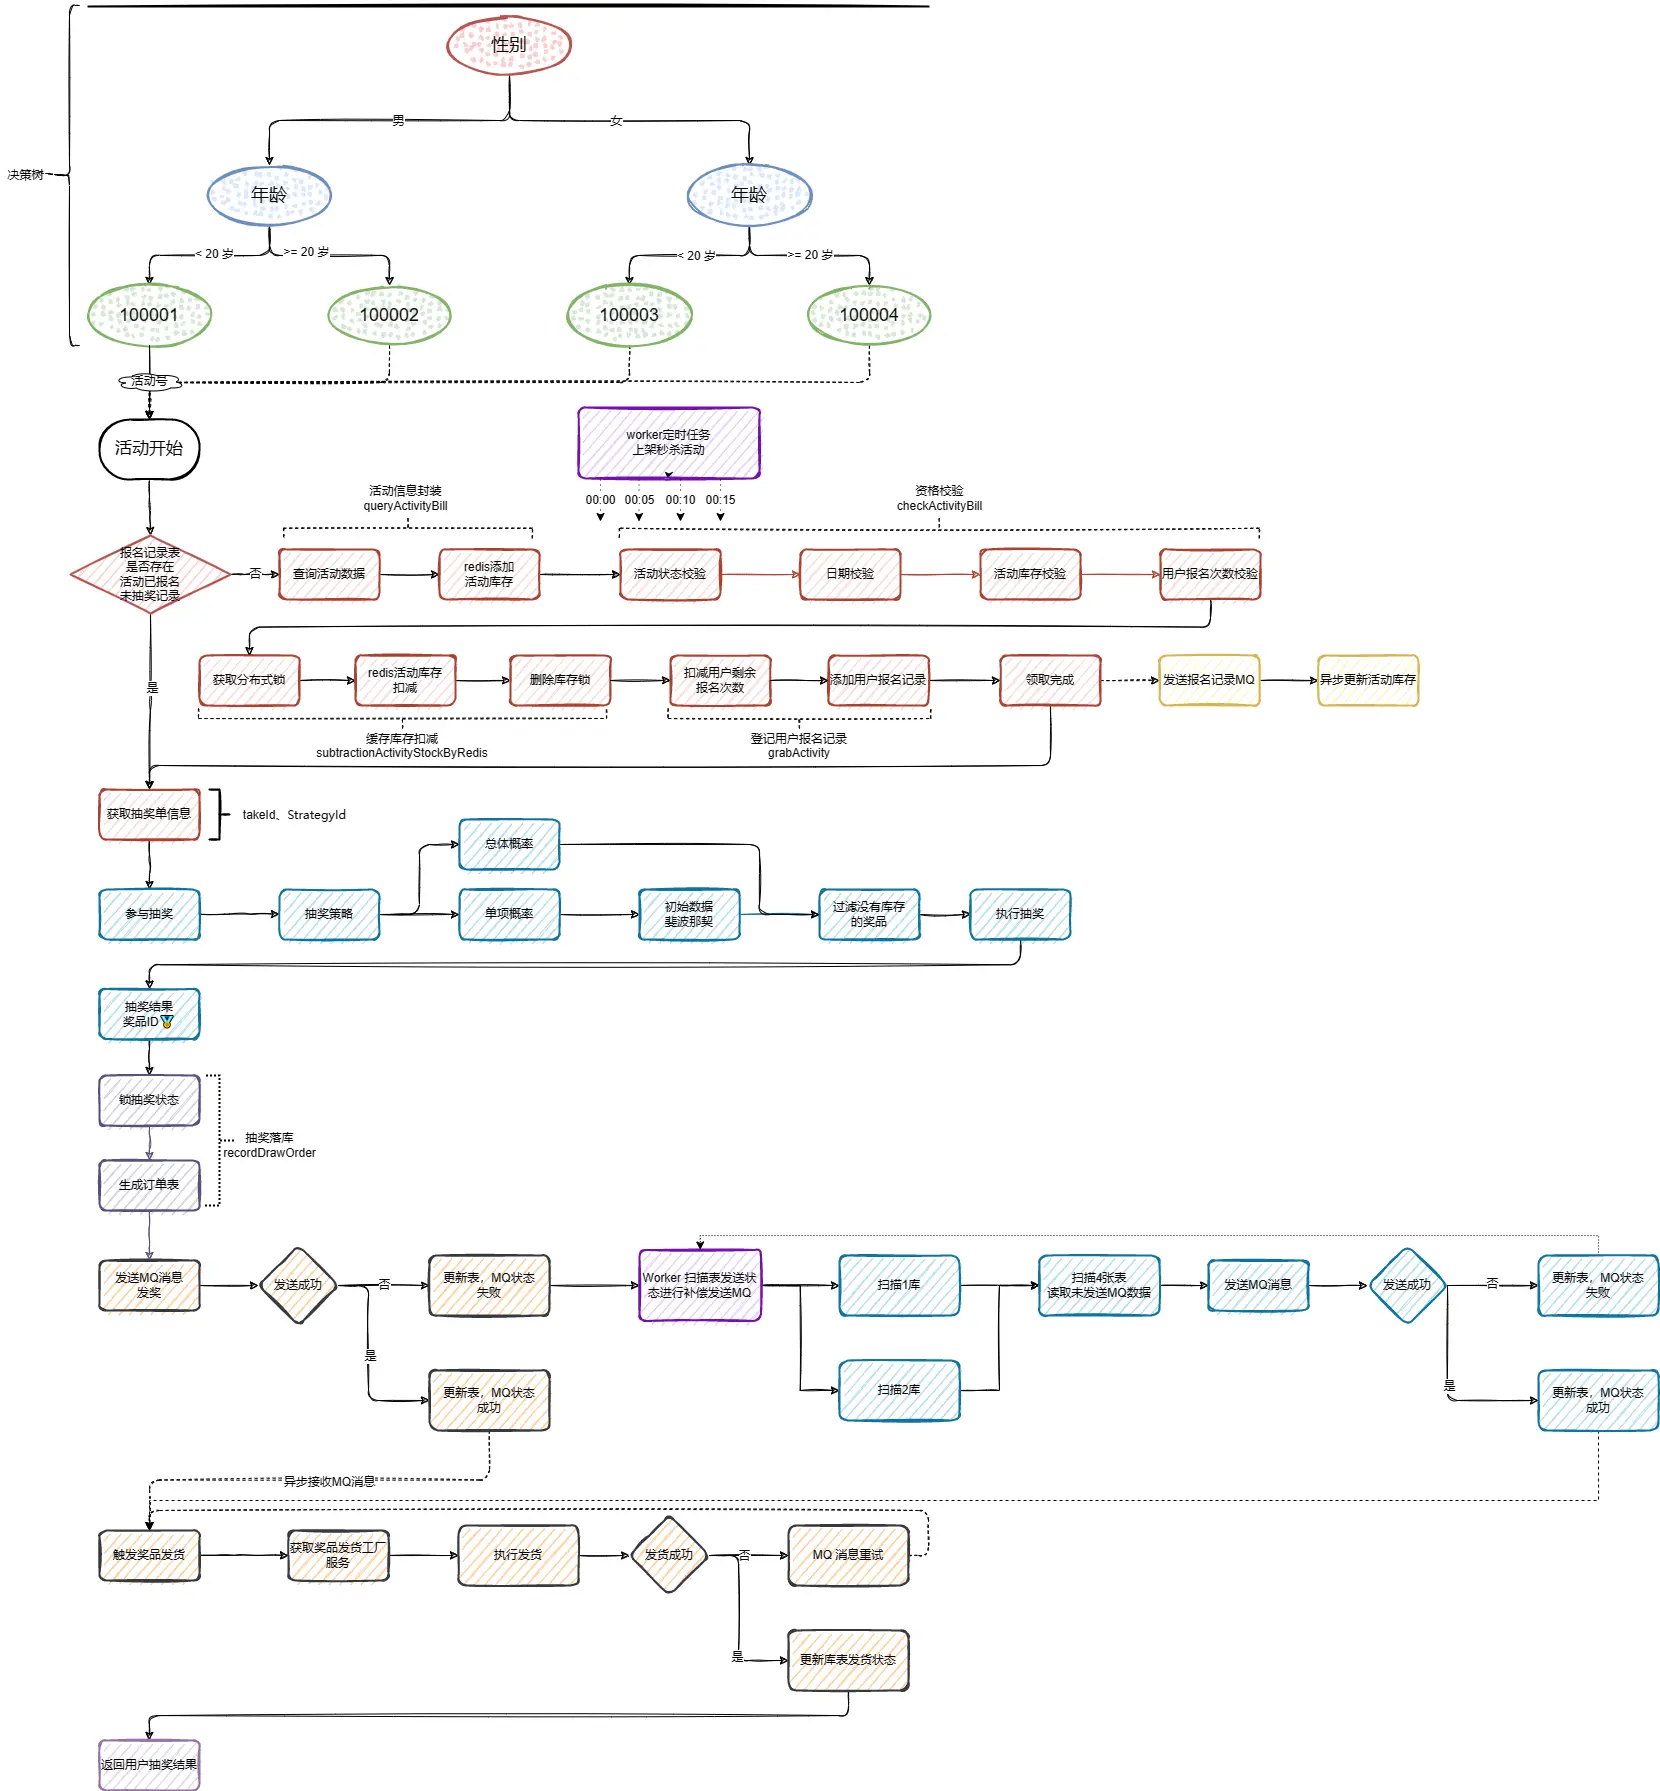 性别
男
女
决策树
年龄
年龄
< 20 岁
>= 20 岁
< 20 岁
>= 20 岁
100001
100002
100003
100004
活动号
活动开始
worker定时任务
上架秒杀活动
00:00
00:05
00:10
00:15
活动信息封装
queryActivityBill
资格校验
checkActivityBill
报名记录表
是否存在
活动已报名
未抽奖记录
否
查询活动数据
redis添加
活动库存
活动状态校验
日期校验
活动库存校验
用户报名次数校验
是
获取分布式锁
redis活动库存
扣减
删除库存锁
扣减用户剩余
报名次数
添加用户报名记录
领取完成
发送报名记录MQ
异步更新活动库存
缓存库存扣减
subtractionActivityStockByRedis
登记用户报名记录
grabActivity
获取抽奖单信息
takeId、StrategyId
总体概率
参与抽奖
抽奖策略
单项概率
初始数据
斐波那契
过滤没有库存
的奖品
执行抽奖
抽奖结果
奖品ID🏅
锁抽奖状态
抽奖落库
recordDrawOrder
生成订单表
发送MQ消息
发奖
发送成功
否
更新表，MQ状态
失败
Worker 扫描表发送状
态进行补偿发送MQ
扫描1库
扫描4张表
读取未发送MQ数据
发送MQ消息
发送成功
否
更新表，MQ状态
失败
是
更新表，MQ状态
成功
扫描2库
是
更新表，MQ状态
成功
异步接收MQ消息
触发奖品发货
获取奖品发货工厂
服务
执行发货
发货成功
否
MQ 消息重试
是
更新库表发货状态
返回用户抽奖结果